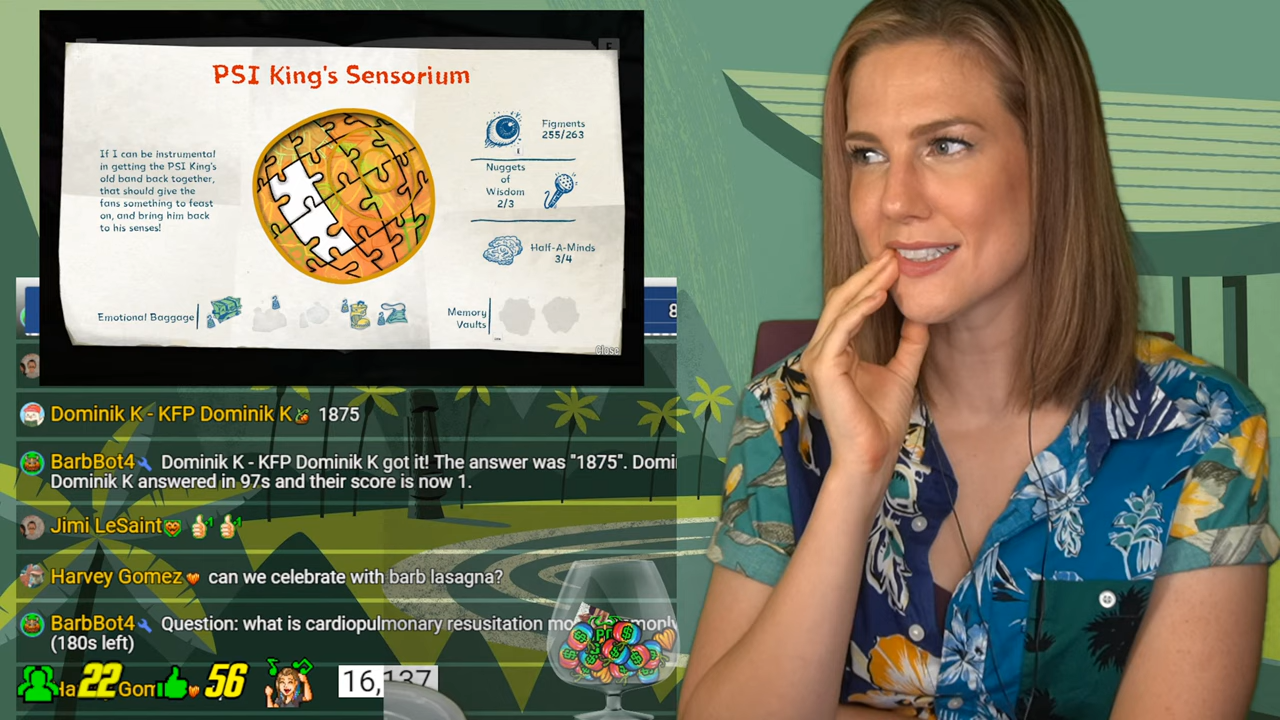 PSI King's Sensorium
If I can be instrumental
in getting the PSI King's
old band back together,
that should give the
fans something to feast
on, and bring him back
to his senses!
Figments
255/263
Nuggets
of
Wisdom
2/3
Half-A-Minds
3/4
Emotional Baggage
Memory
Vaults
Close
8
Dominik K - KFP Dominik K 1875
BarbBot4 Dominik K - KFP Dominik K got it! The answer was "1875". Domi
Dominik K answered in 97s and their score is now 1.
Jimi LeSaint
Harvey Gomez can we celebrate with barb lasagna?
BarbBot4 Question: what is cardiopulmonary resusitation mo
(180s left)
22 56 16,137